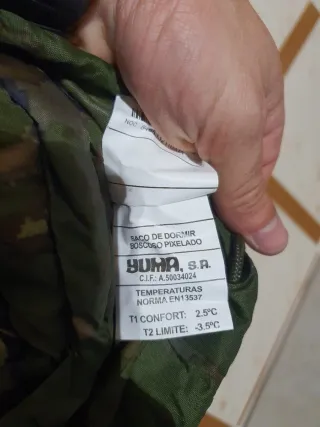 SACO DE DORMIR
BOSCOSO PIXELADO
YUMA, S.A.
C.I.F.: A.50034024
TEMPERATURAS
NORMA EN13537
T1 CONFORT: 2.5ºC
T2 LIMITE: -3.5ºC